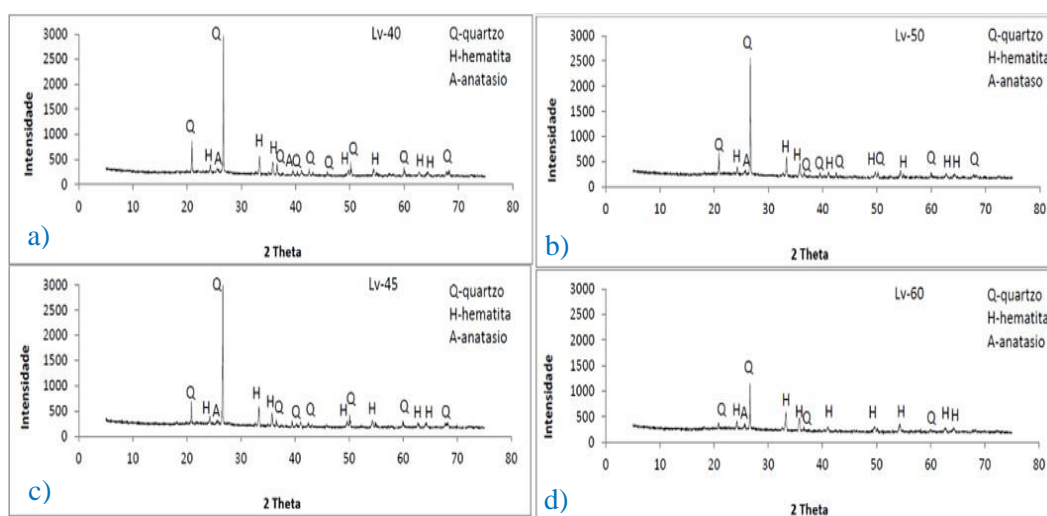 Lv-40
Q-quartzo
H-hematita
A-anatasio
Intensidade
3000
2500
2000
1500
1000
500
0
Q
Q
H
A
H
H
Q
A
Q
Q
Q
H
Q
H
Q
H
H
Q
0 10 20 30 40 50 60 70 80
2 Theta
a)
Lv-50
Q-quartzo
H-hematita
A-anataso
Intensidade
3000
2500
2000
1500
1000
500
0
Q
Q
H
A
H
H
Q
Q
H
Q
H
Q
H
Q
H
H
Q
0 10 20 30 40 50 60 70 80
2 Theta
b)
Lv-45
Q-quartzo
H-hematita
A-anatasio
Intensidade
3000
2500
2000
1500
1000
500
0
Q
Q
H
A
H
H
Q
Q
Q
H
Q
H
Q
H
H
Q
0 10 20 30 40 50 60 70 80
2 Theta
c)
Lv-60
Q-quartzo
H-hematita
A-anatasio
Intensidade
3000
2500
2000
1500
1000
500
0
Q
Q
H
A
H
H
Q
H
H
H
Q
H
H
0 10 20 30 40 50 60 70 80
2 Theta
d)